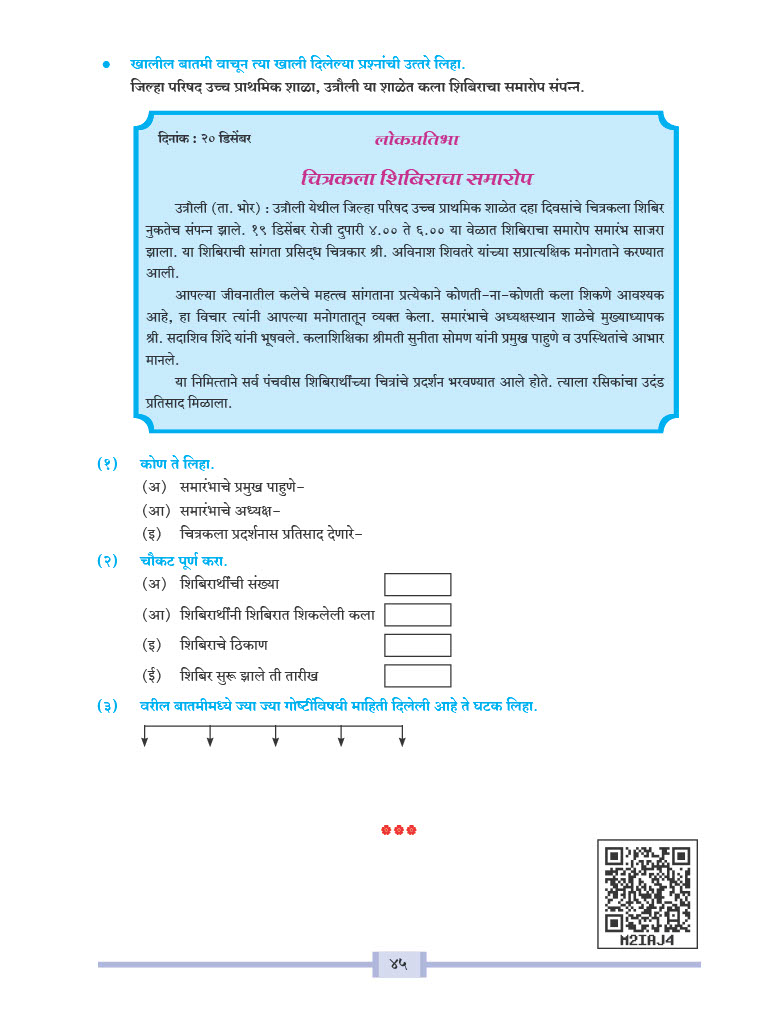 ● खालील बातमी वाचून त्या खाली दिलेल्या प्रश्नांची उत्तरे लिहा.
जिल्हा परिषद उच्च प्राथमिक शाळा, उत्रौली या शाळेत कला शिबिराचा समारोप संपन्न.
दिनांक : २० डिसेंबर लोकप्रतिभा
चित्रकला शिबिराचा समारोप
उत्रौली (ता. भोर) : उत्रौली येथील जिल्हा परिषद उच्च प्राथमिक शाळेत दहा दिवसांचे चित्रकला शिबिर
नुकतेच संपन्न झाले. १९ डिसेंबर रोजी दुपारी ४.०० ते ६.०० या वेळात शिबिराचा समारोप समारंभ साजरा
झाला. या शिबिराची सांगता प्रसिद्ध चित्रकार श्री. अविनाश शिवतरे यांच्या सप्रात्यक्षिक मनोगताने करण्यात
आली.
आपल्या जीवनातील कलेचे महत्त्व सांगताना प्रत्येकाने कोणती-ना-कोणती कला शिकणे आवश्यक
आहे, हा विचार त्यांनी आपल्या मनोगतातून व्यक्त केला. समारंभाचे अध्यक्षस्थान शाळेचे मुख्याध्यापक
श्री. सदाशिव शिंदे यांनी भूषवले. कलाशिक्षिका श्रीमती सुनीता सोमण यांनी प्रमुख पाहुणे व उपस्थितांचे आभार
मानले.
या निमित्ताने सर्व पंचवीस शिबिरार्थींच्या चित्रांचे प्रदर्शन भरवण्यात आले होते. त्याला रसिकांचा उदंड
प्रतिसाद मिळाला.
(१) कोण ते लिहा.
(अ) समारंभाचे प्रमुख पाहुणे-
(आ) समारंभाचे अध्यक्ष-
(इ) चित्रकला प्रदर्शनास प्रतिसाद देणारे-
(२) चौकट पूर्ण करा.
(अ) शिबिरार्थींची संख्या
(आ) शिबिरार्थींनी शिबिरात शिकलेली कला
(इ) शिबिराचे ठिकाण
(ई) शिबिर सुरू झाले ती तारीख
(३) वरील बातमीमध्ये ज्या ज्या गोष्टींविषयी माहिती दिलेली आहे ते घटक लिहा.
M2IAJ4
४५